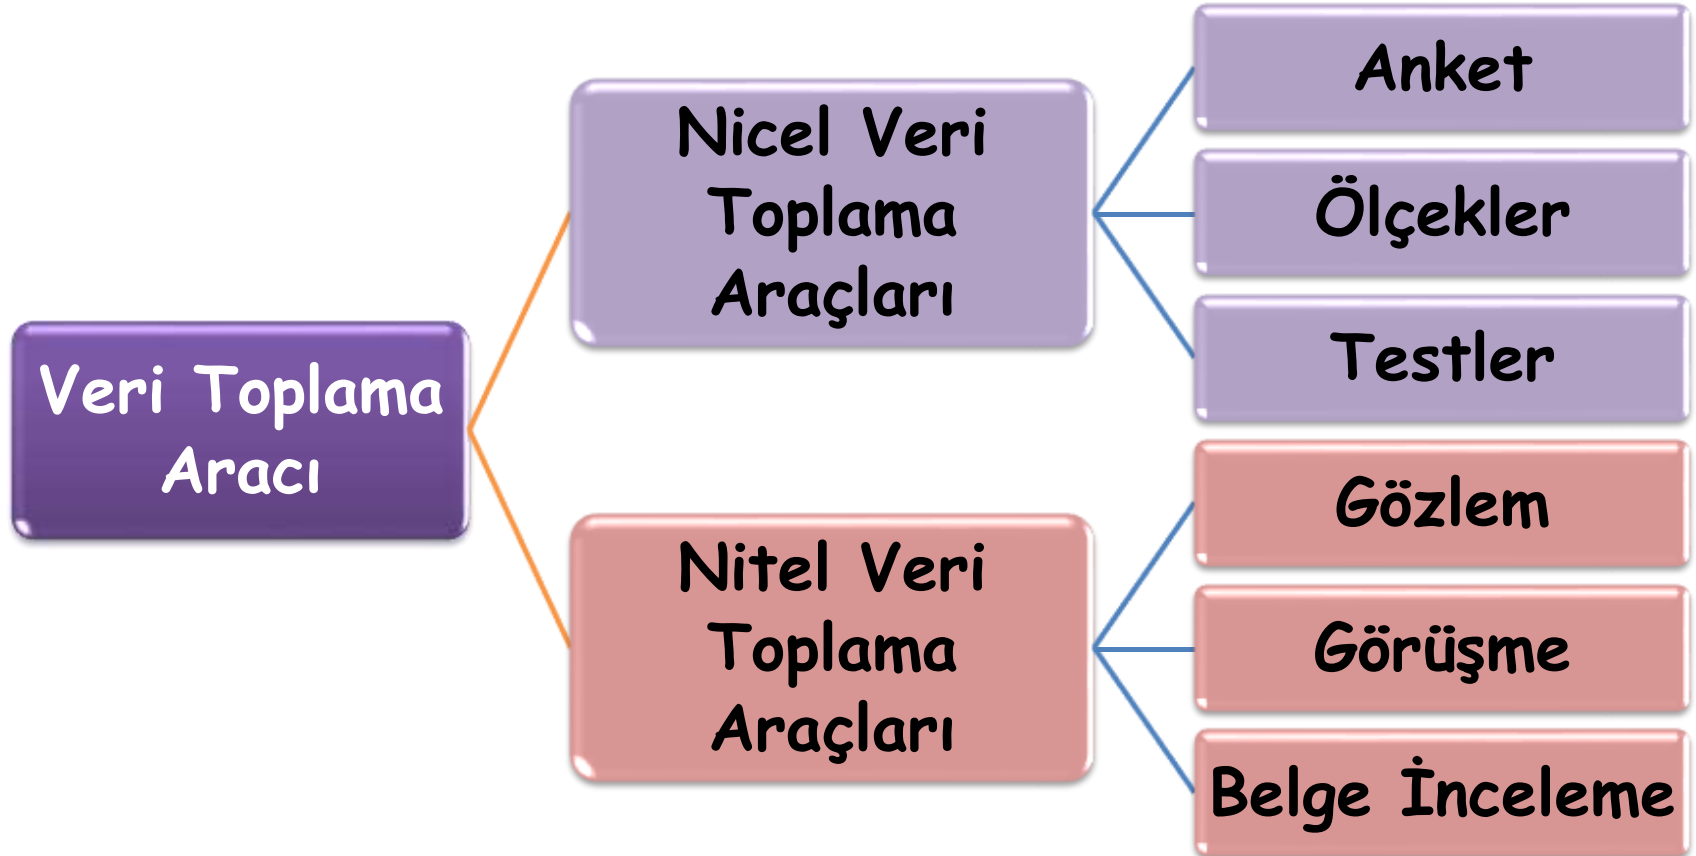 Veri Toplama
Aracı
Nicel Veri
Toplama
Araçları
Anket
Ölçekler
Testler
Nitel Veri
Toplama
Araçları
Gözlem
Görüşme
Belge İnceleme